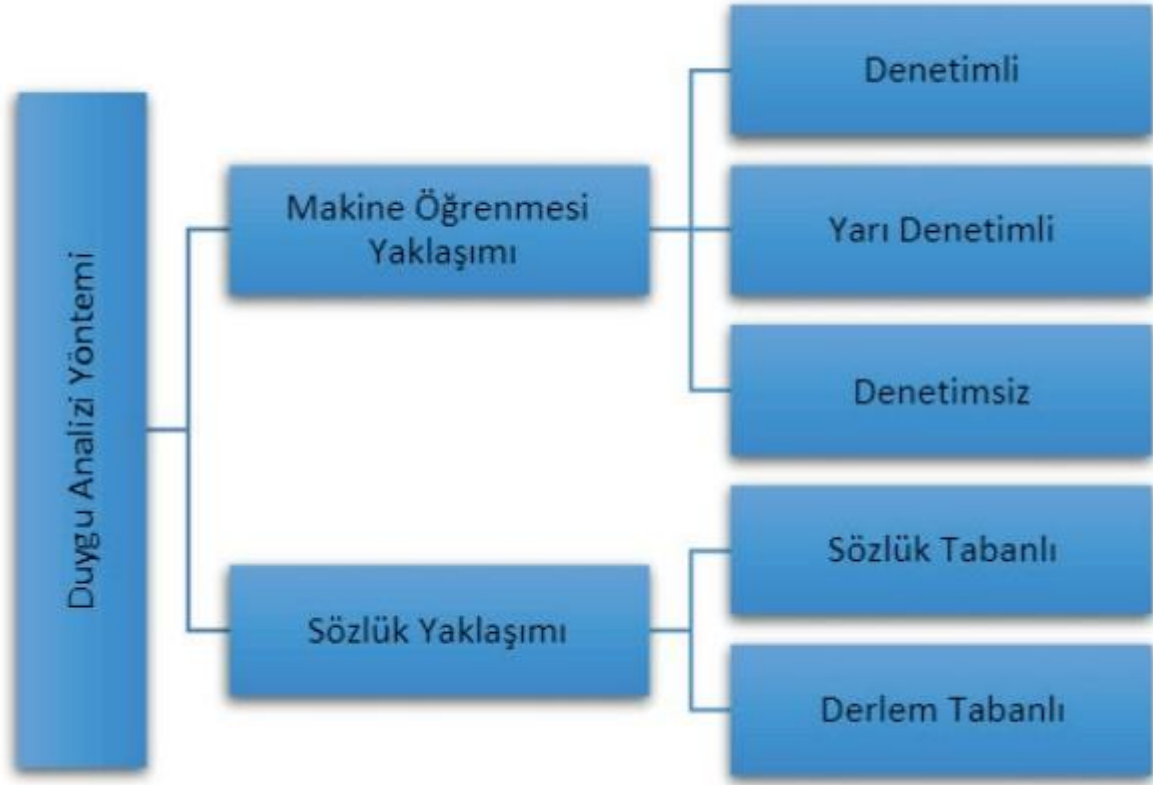 Duygu Analizi Yöntemi
Makine Öğrenmesi
Yaklaşımı
Denetimli
Yarı Denetimli
Denetimsiz
Sözlük Yaklaşımı
Sözlük Tabanlı
Derlem Tabanlı